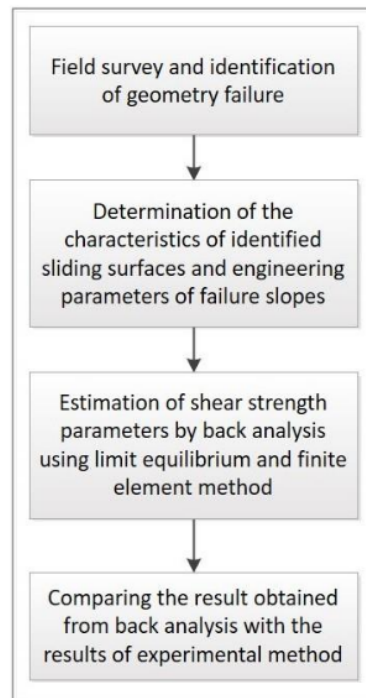 Field survey and identification
of geometry failure
Determination of the
characteristics of identified
sliding surfaces and engineering
parameters of failure slopes
Estimation of shear strength
parameters by back analysis
using limit equilibrium and finite
element method
Comparing the result obtained
from back analysis with the
results of experimental method